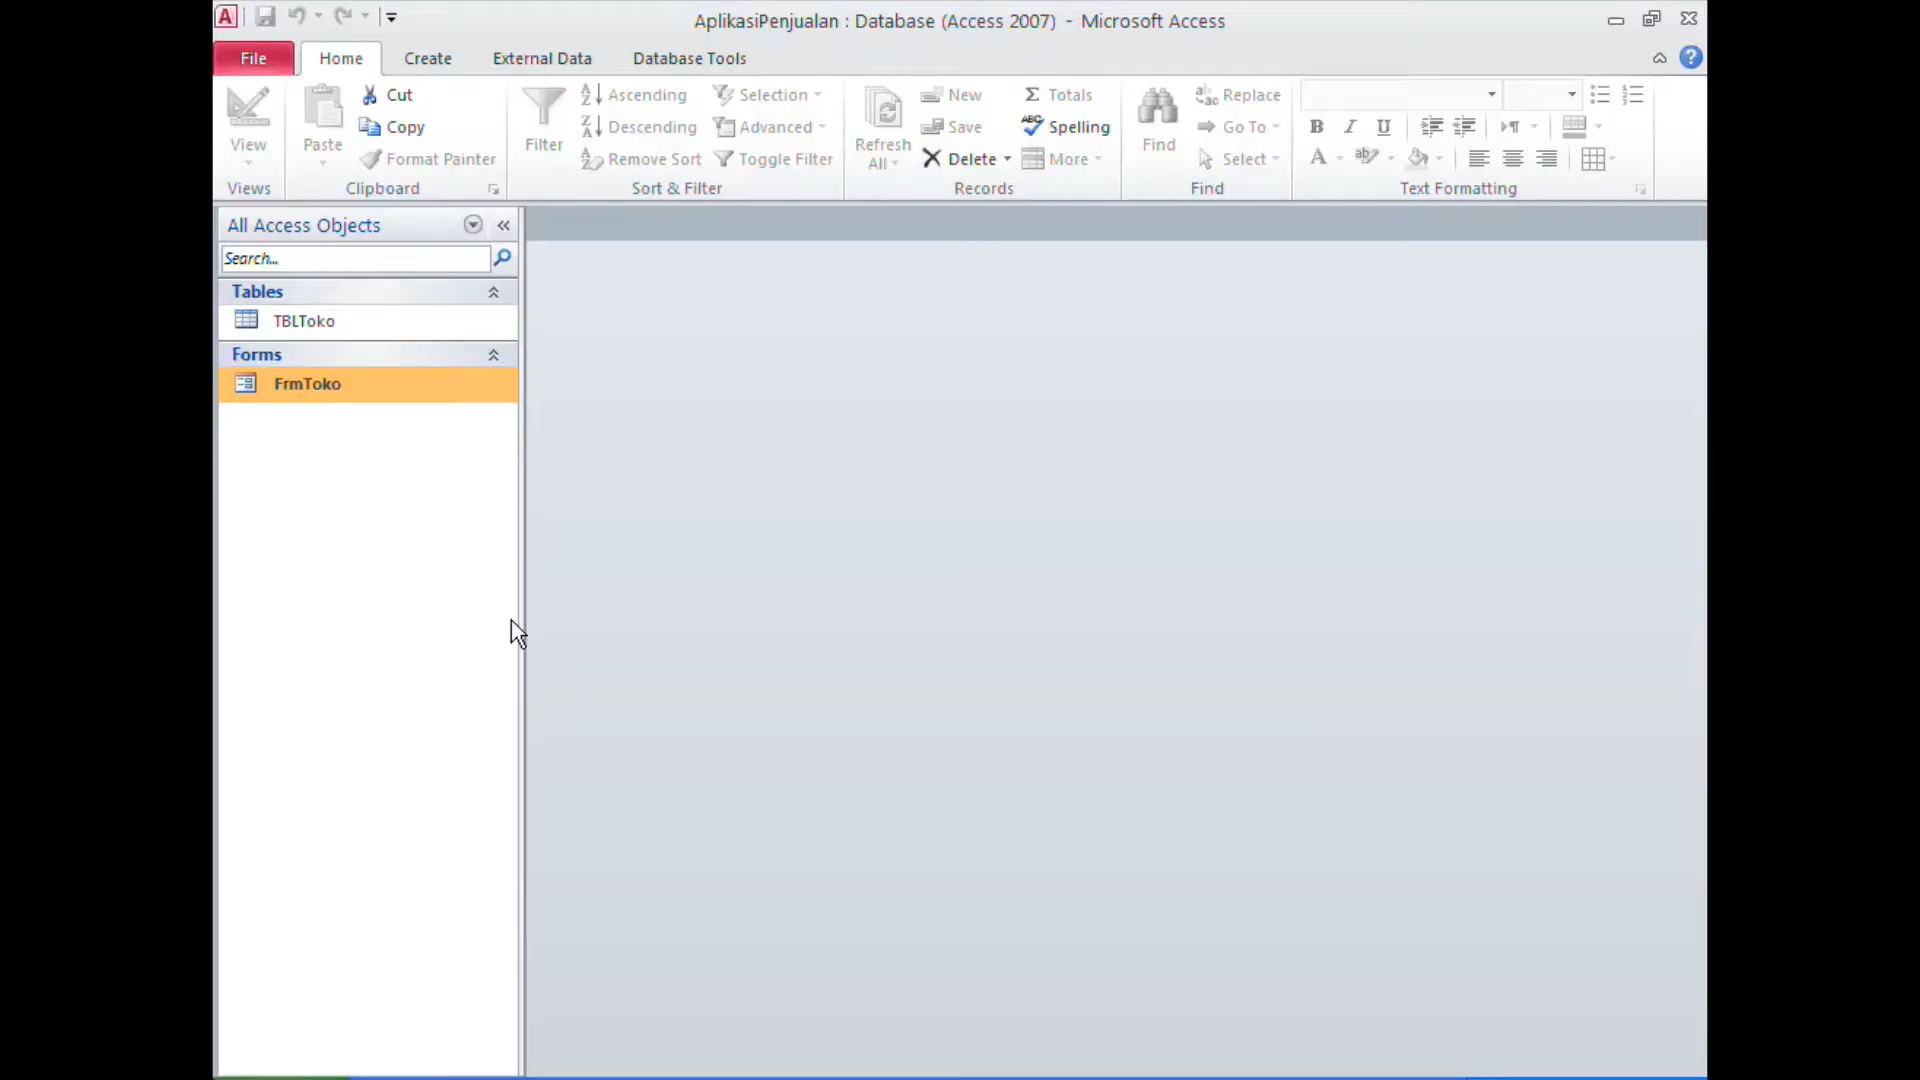 A
AplikasiPenjualan : Database (Access 2007) - Microsoft Access
File Home Create External Data Database Tools
View
Views
Paste
Cut
Copy
Format Painter
Clipboard
Filter
Ascending
Descending
Remove Sort
Selection
Advanced
Toggle Filter
Sort & Filter
Refresh
All
New
Save
Delete
Totals
Spelling
More
Records
Find
Replace
Go To
Select
Find
B I U
A ab
Text Formatting
All Access Objects
Search...
Tables
TBLToko
Forms
FrmToko